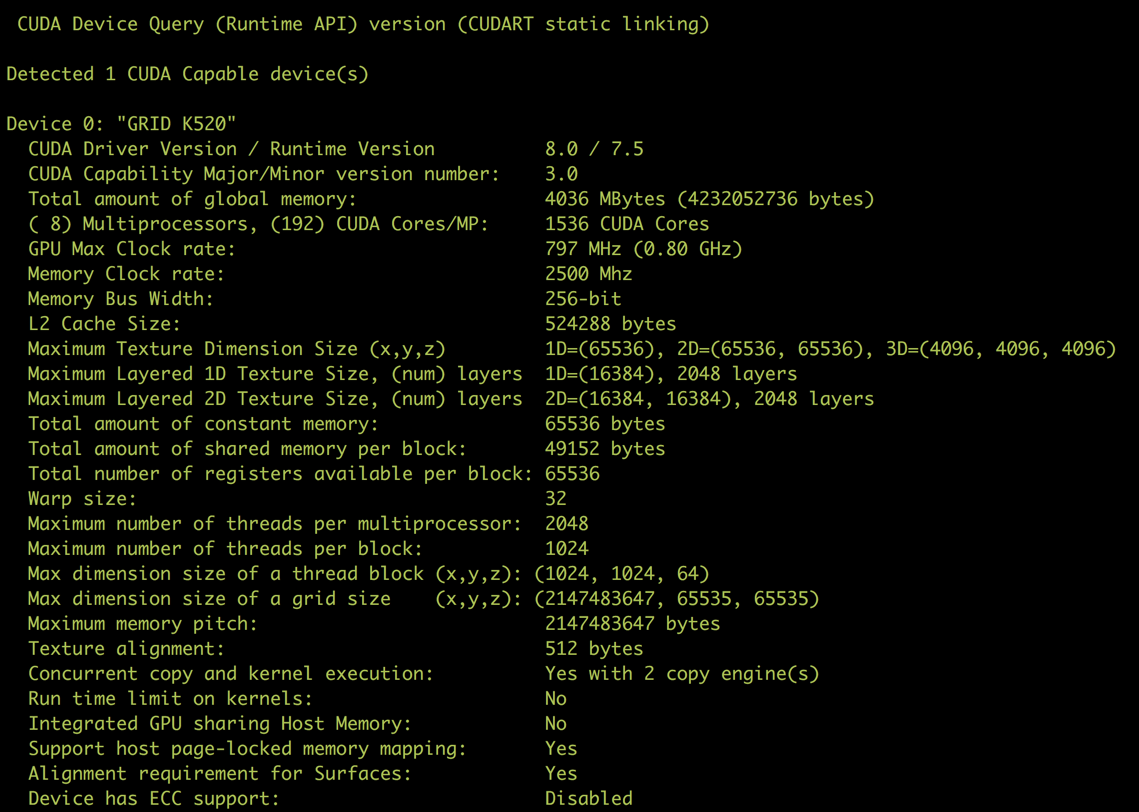 CUDA Device Query (Runtime API) version (CUDART static linking)
Detected 1 CUDA Capable device(s)
Device 0: "GRID K520"
CUDA Driver Version / Runtime Version 8.0 / 7.5
CUDA Capability Major/Minor version number: 3.0
Total amount of global memory: 4036 MBytes (4232052736 bytes)
( 8) Multiprocessors, (192) CUDA Cores/MP: 1536 CUDA Cores
GPU Max Clock rate: 797 MHz (0.80 GHz)
Memory Clock rate: 2500 Mhz
Memory Bus Width: 256-bit
L2 Cache Size: 524288 bytes
Maximum Texture Dimension Size (x,y,z) 1D=(65536), 2D=(65536, 65536), 3D=(4096, 4096, 4096)
Maximum Layered 1D Texture Size, (num) layers 1D=(16384), 2048 layers
Maximum Layered 2D Texture Size, (num) layers 2D=(16384, 16384), 2048 layers
Total amount of constant memory: 65536 bytes
Total amount of shared memory per block: 49152 bytes
Total number of registers available per block: 65536
Warp size: 32
Maximum number of threads per multiprocessor: 2048
Maximum number of threads per block: 1024
Max dimension size of a thread block (x,y,z): (1024, 1024, 64)
Max dimension size of a grid size (x,y,z): (2147483647, 65535, 65535)
Maximum memory pitch: 2147483647 bytes
Texture alignment: 512 bytes
Concurrent copy and kernel execution: Yes with 2 copy engine(s)
Run time limit on kernels: No
Integrated GPU sharing Host Memory: No
Support host page-locked memory mapping: Yes
Alignment requirement for Surfaces: Yes
Device has ECC support: Disabled